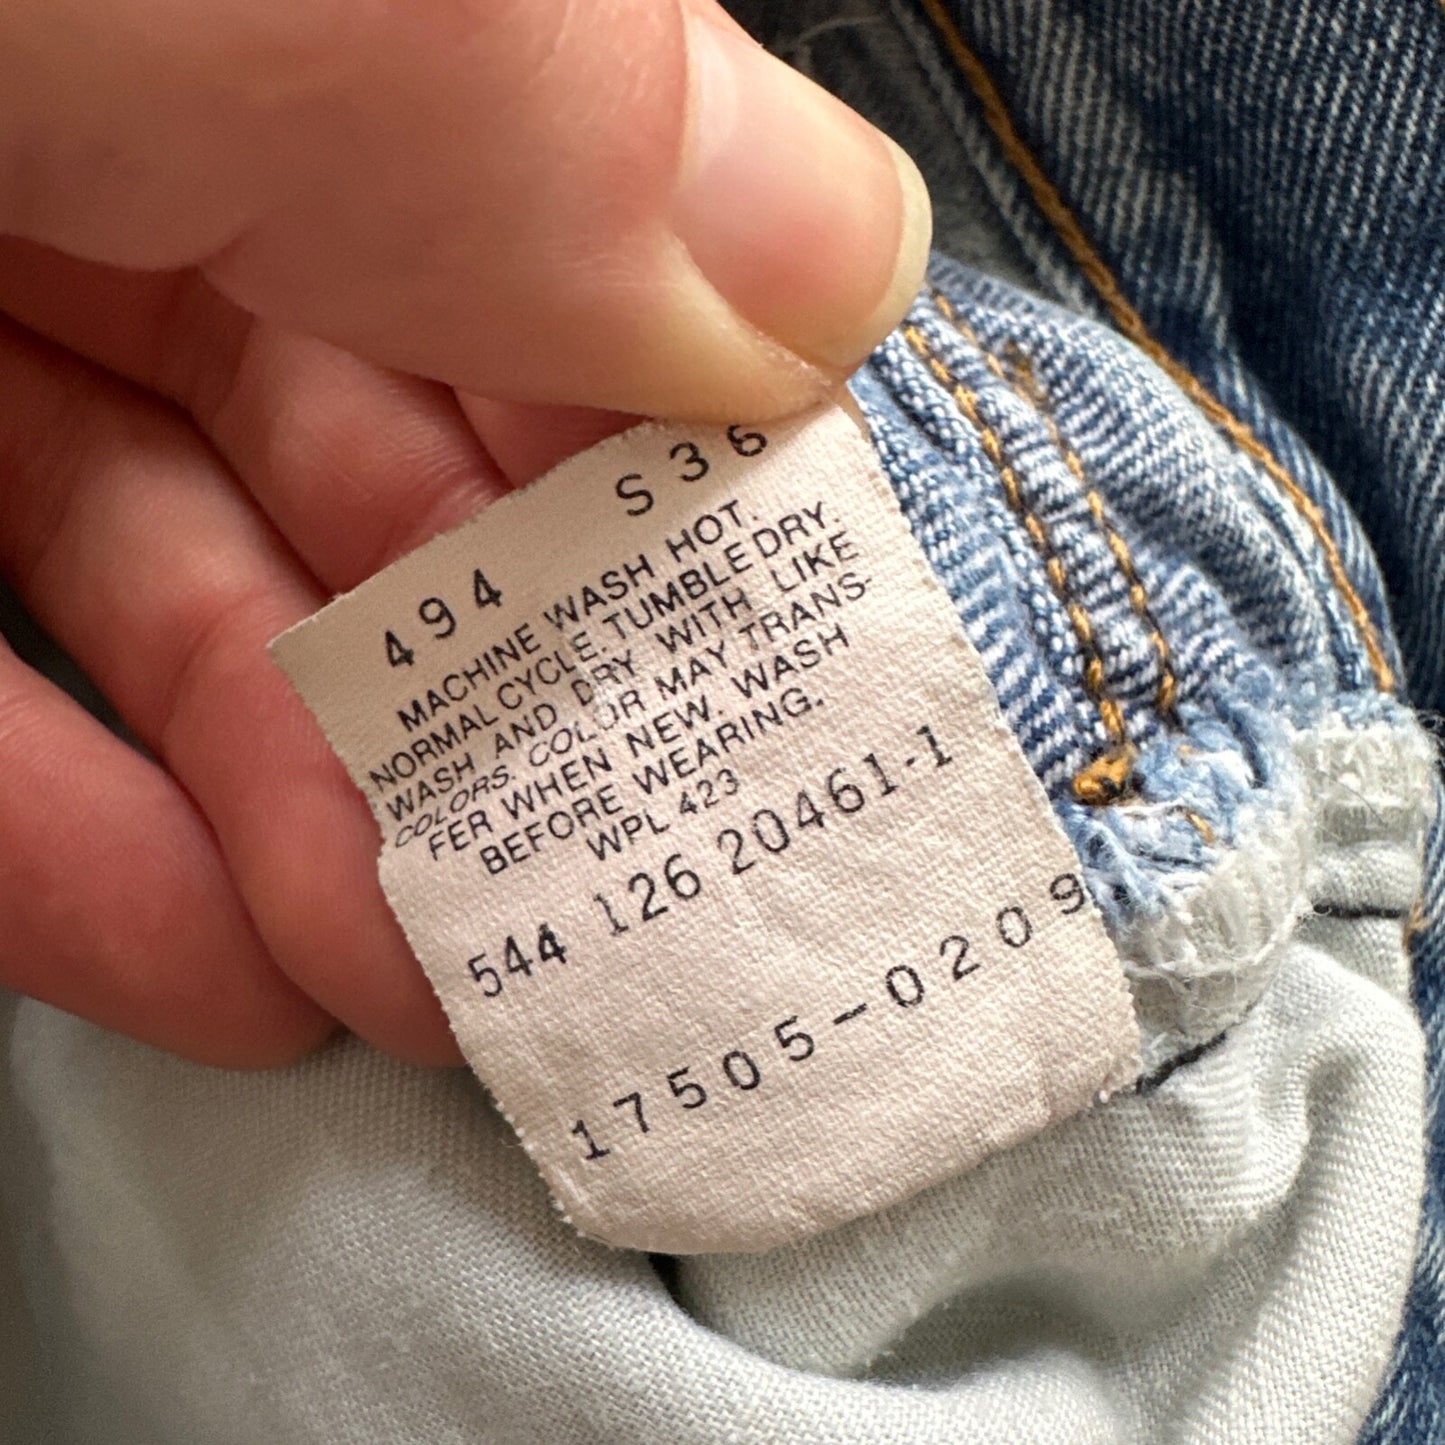 494 S 36
MACHINE WASH HOT.
NORMAL CYCLE. TUMBLE DRY.
WASH AND DRY WITH LIKE
COLORS. COLOR MAY TRANS-
FER WHEN NEW. WASH
BEFORE WEARING.
WPL 423
544 126 20461-1
17505-0209